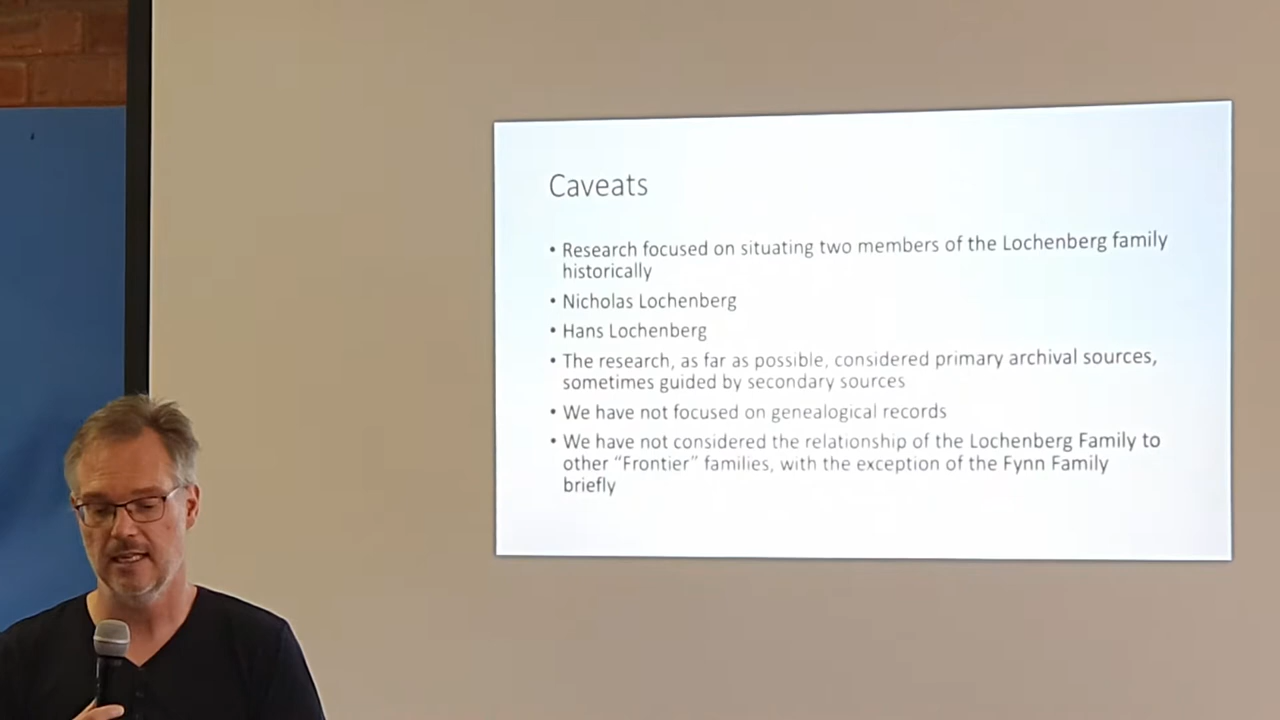 Caveats
• Research focused on situating two members of the Lochenberg family
historically
• Nicholas Lochenberg
• Hans Lochenberg
• The research, as far as possible, considered primary archival sources,
sometimes guided by secondary sources
• We have not focused on genealogical records
• We have not considered the relationship of the Lochenberg Family to
other “Frontier” families, with the exception of the Fynn Family
briefly